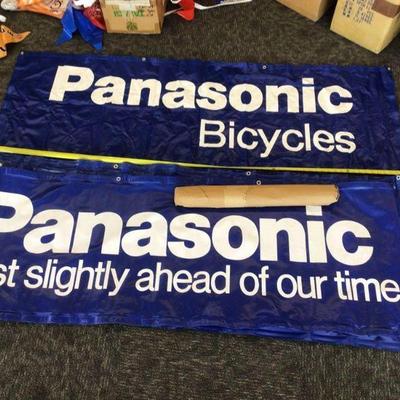 Panasonic
Bicycles
Panasonic
st slightly ahead of our time